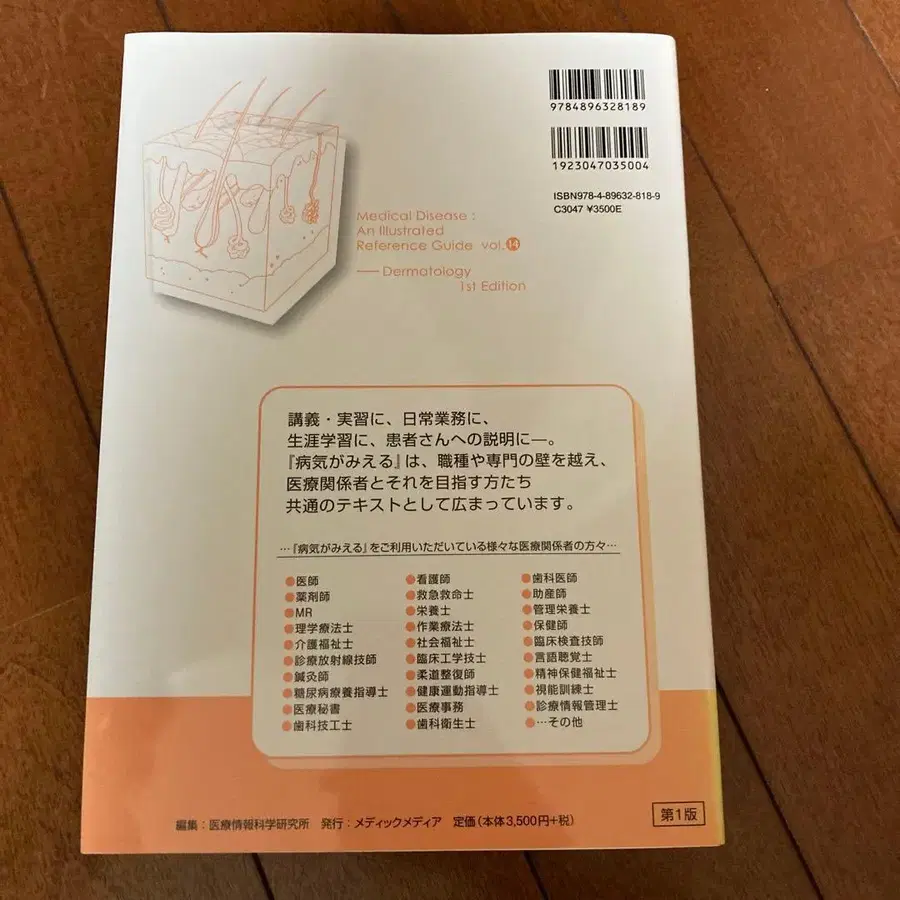 9784896328189
1923047035004
ISBN978-4-89632-818-9
C3047 ¥3500E
Medical Disease :
An Illustrated
Reference Guide vol.14
Dermatology
1st Edition
講義・実習に、日常業務に、
生涯学習に、患者さんへの説明に―。
『病気がみえる』は、職種や専門の壁を越え、
医療関係者とそれを目指す方たち
共通のテキストとして広まっています。
…『病気がみえる』をご利用いただいている様々な医療関係者の方々…
●医師 ●看護師 ●歯科医師
●薬剤師 ●救急救命士 ●助産師
●MR ●栄養士 ●管理栄養士
●理学療法士 ●作業療法士 ●保健師
●介護福祉士 ●社会福祉士 ●臨床検査技師
●診療放射線技師 ●臨床工学技士 ●言語聴覚士
●鍼灸師 ●柔道整復師 ●精神保健福祉士
●糖尿病療養指導士 ●健康運動指導士 ●視能訓練士
●医療秘書 ●医療事務 ●診療情報管理士
●歯科技工士 ●歯科衛生士 ●…その他
編集：医療情報科学研究所 発行：メディックメディア 定価（本体3,500円+税）
第1版